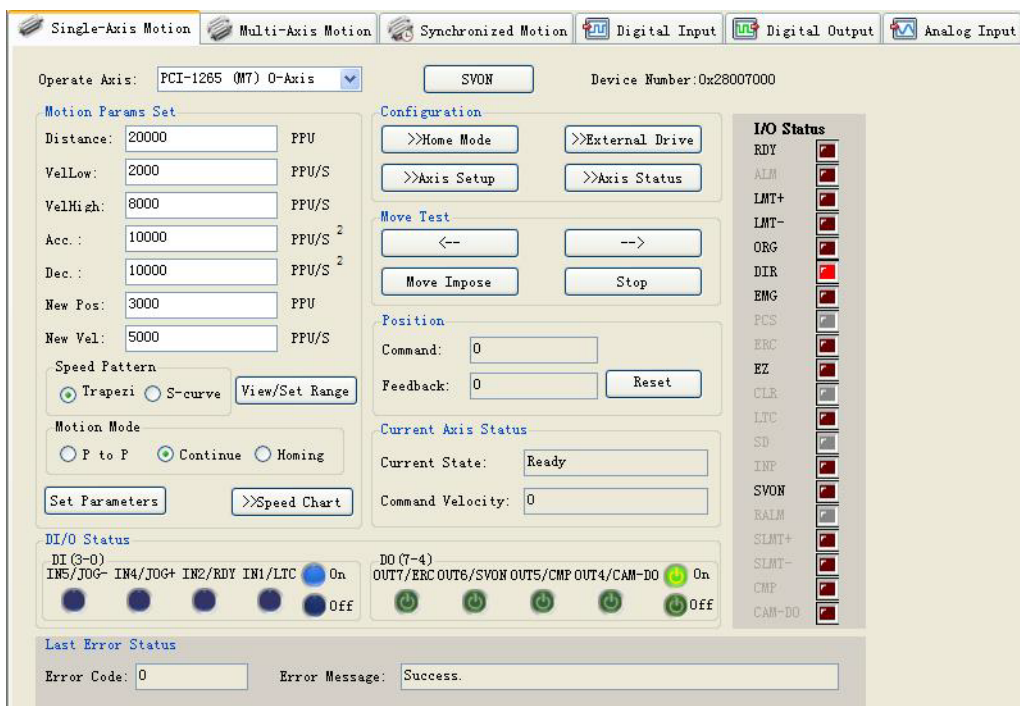 Single-Axis Motion Multi-Axis Motion Synchronized Motion Digital Input Digital Output Analog Input
Operate Axis: PCI-1265 (M7) 0-Axis SVON Device Number:0x28007000
Motion Params Set
Distance: 20000 PPU
VelLow: 2000 PPU/S
VelHigh: 8000 PPU/S
Acc.: 10000 PPU/S 2
Dec.: 10000 PPU/S 2
New Pos: 3000 PPU
New Vel: 5000 PPU/S
Speed Pattern
Trapezi S-curve View/Set Range
Motion Mode
P to P Continue Homing
Set Parameters >>Speed Chart
Configuration
>>Home Mode >>External Drive
>>Axis Setup >>Axis Status
Move Test
<-- -->
Move Impose Stop
Position
Command: 0
Feedback: 0 Reset
Current Axis Status
Current State: Ready
Command Velocity: 0
I/O Status
RDY
ALM
LMT+
LMT-
ORG
DIR
EMG
PCS
ERC
EZ
CLR
LTC
SD
INP
SVON
RALM
SLMT+
SLMT-
CMP
CAM-DO
DI/O Status
DI(3-0)
IN5/JOG- IN4/JOG+ IN2/RDY IN1/LTC On
Off
DO(7-4)
OUT7/ERC OUT6/SVON OUT5/CMP OUT4/CAM-DO On
Off
Last Error Status
Error Code: 0 Error Message: Success.